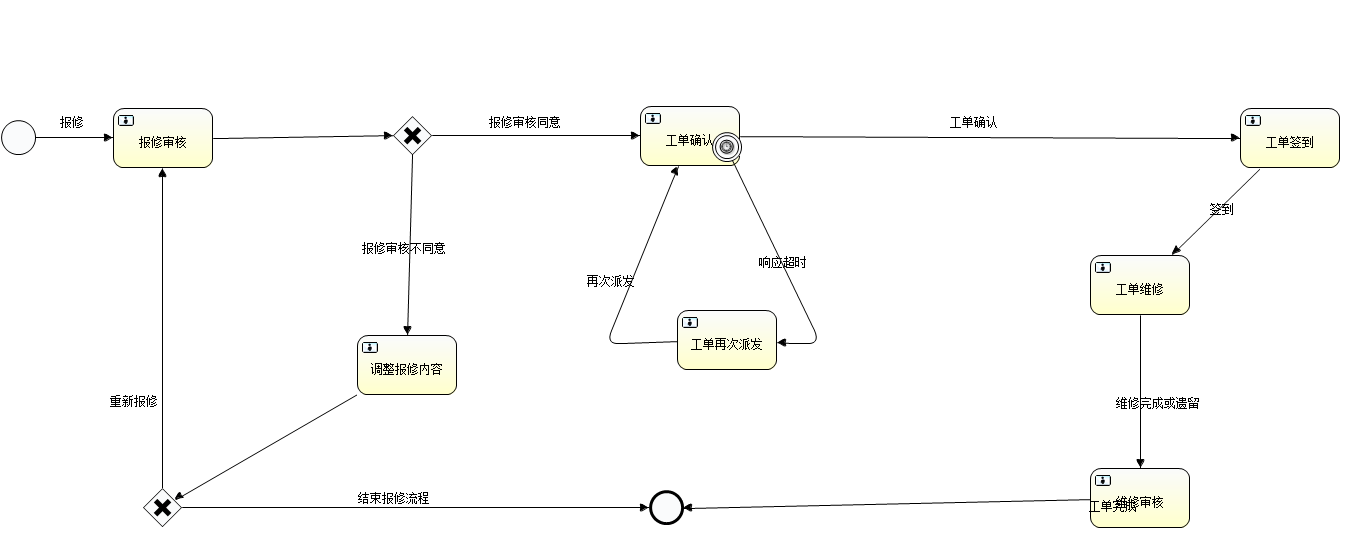 报修
报修审核
报修审核同意
工单确认
工单确认
工单签到
签到
报修审核不同意
再次派发
响应超时
工单维修
工单再次派发
调整报修内容
重新报修
维修完成或遗留
结束报修流程
维修审核
工单完